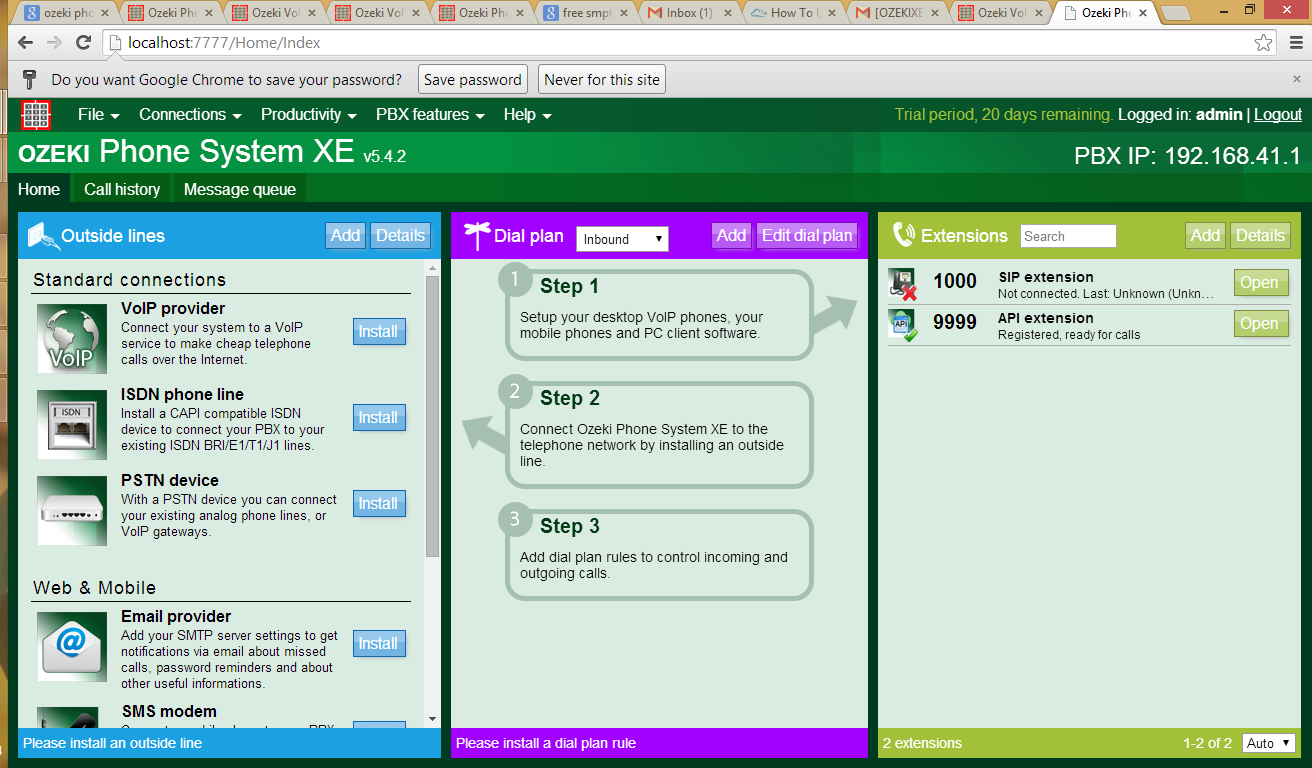 ozeki pho
Ozeki Pho
Ozeki Vol
Ozeki Vol
Ozeki Pho
free smpt
Inbox (1)
How To U
[OZEKIXE
Ozeki Vol
Ozeki Pho
localhost:7777/Home/Index
Do you want Google Chrome to save your password? Save password Never for this site
File Connections Productivity PBX features Help Trial period, 20 days remaining. Logged in: admin | Logout
OZEKI Phone System XE v5.4.2
PBX IP: 192.168.41.1
Home Call history Message queue
Outside lines Add Details
Standard connections
VoIP provider
Connect your system to a VoIP
service to make cheap telephone
calls over the Internet.
Install
VoIP
ISDN phone line
Install a CAPI compatible ISDN
device to connect your PBX to your
existing ISDN BRI/E1/T1/J1 lines.
Install
ISDN
PSTN device
With a PSTN device you can connect
your existing analog phone lines, or
VoIP gateways.
Install
Web & Mobile
Email provider
Add your SMTP server settings to get
notifications via email about missed
calls, password reminders and about
other useful informations.
Install
@
SMS modem
Please install an outside line
Dial plan Inbound Add Edit dial plan
1
Step 1
Setup your desktop VoIP phones, your
mobile phones and PC client software.
2
Step 2
Connect Ozeki Phone System XE to the
telephone network by installing an outside
line.
3
Step 3
Add dial plan rules to control incoming and
outgoing calls.
Please install a dial plan rule
Extensions Search Add Details
1000 SIP extension
Not connected. Last: Unknown (Unkn...
Open
API
9999 API extension
Registered, ready for calls
Open
2 extensions 1-2 of 2 Auto